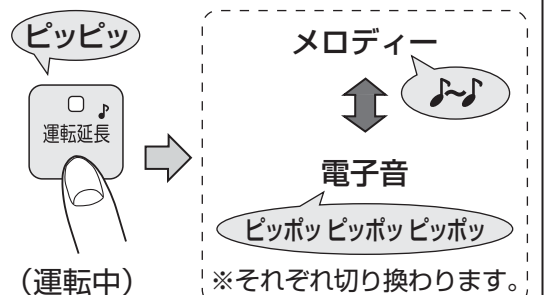 ピッピッ
運転延長
(運転中)
メロディー
電子音
ピッポッ ピッポッ ピッポッ
※それぞれ切り換わります。